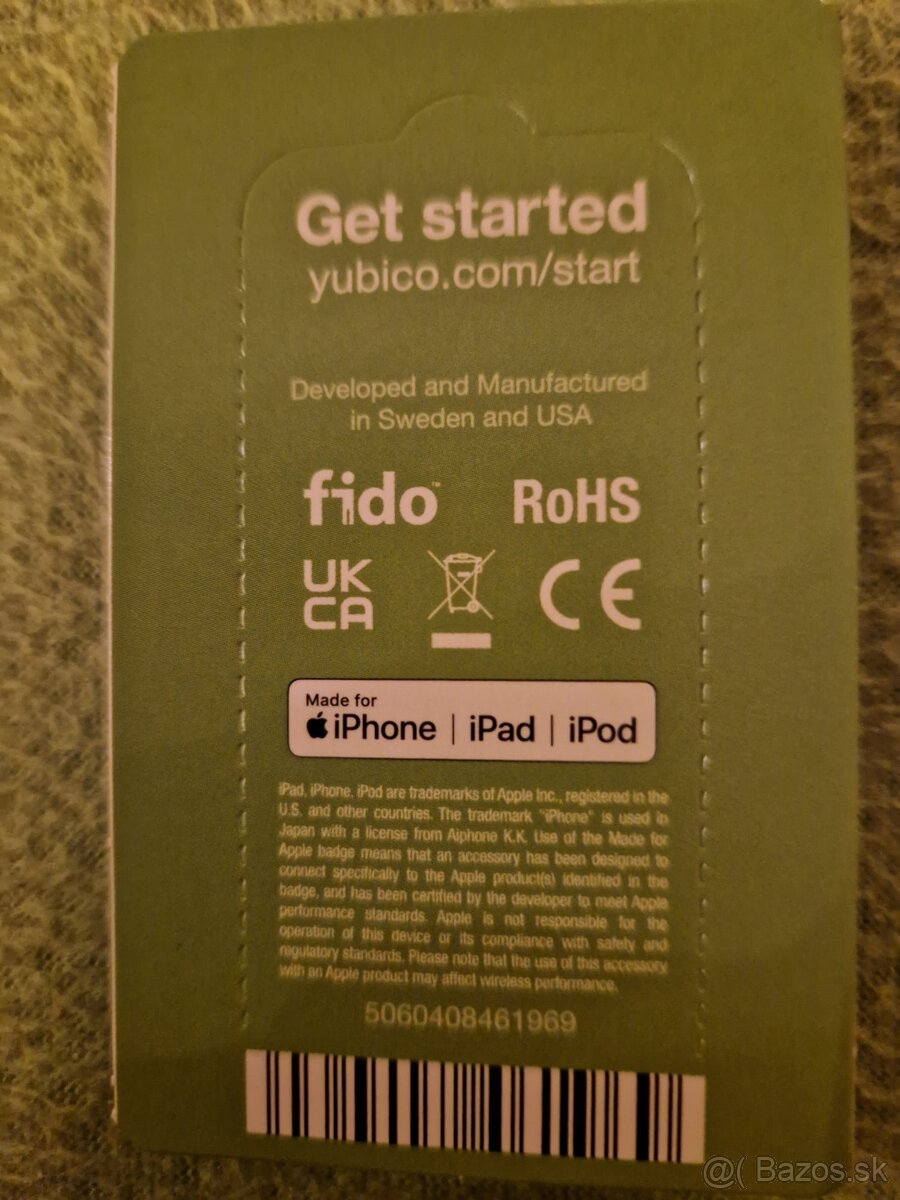 Get started
yubico.com/start
Developed and Manufactured
in Sweden and USA
fido™ RoHS
UK
CA
CE
Made for
iPhone | iPad | iPod
iPad, iPhone, iPod are trademarks of Apple Inc., registered in the
U.S. and other countries. The trademark "iPhone" is used in
Japan with a license from Aiphone K.K. Use of the Made for
Apple badge means that an accessory has been designed to
connect specifically to the Apple product(s) identified in the
badge, and has been certified by the developer to meet Apple
performance standards. Apple is not responsible for the
operation of this device or its compliance with safety and
regulatory standards. Please note that the use of this accessory
with an Apple product may affect wireless performance.
5060408461969
@( Bazos.sk